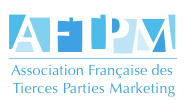 AFTPM
Association Française des
Tierces Parties Marketing